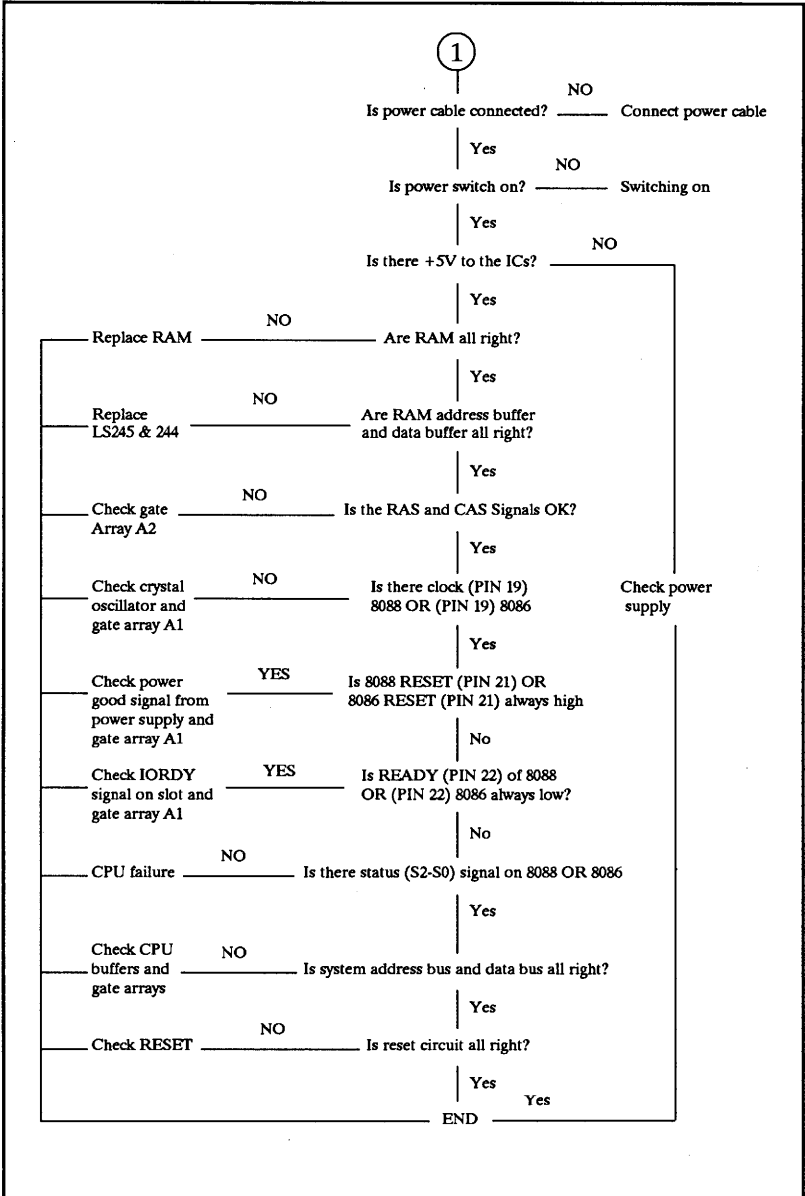 1
NO
Is power cable connected? Connect power cable
Yes
NO
Is power switch on? Switching on
Yes
NO
Is there +5V to the ICs?
Yes
NO
Replace RAM Are RAM all right?
Yes
NO
Replace Are RAM address buffer
LS245 & 244 and data buffer all right?
Yes
NO
Check gate Is the RAS and CAS Signals OK?
Array A2
Yes
NO
Check crystal Is there clock (PIN 19) Check power
oscillator and 8088 OR (PIN 19) 8086 supply
gate array A1
Yes
YES
Check power Is 8088 RESET (PIN 21) OR
good signal from 8086 RESET (PIN 21) always high
power supply and
gate array A1 No
YES
Check IORDY Is READY (PIN 22) of 8088
signal on slot and OR (PIN 22) 8086 always low?
gate array A1
No
NO
CPU failure Is there status (S2-S0) signal on 8088 OR 8086
Yes
Check CPU NO
buffers and Is system address bus and data bus all right?
gate arrays
Yes
NO
Check RESET Is reset circuit all right?
Yes
Yes
END